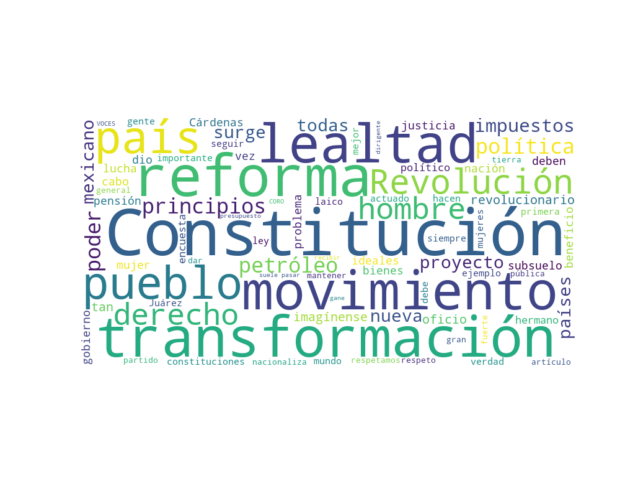 VOCES gente Cárdenas todas justicia impuestos
país surge lealtad mejor dirigente política
seguir
lucha dio importante vez político nación tierra deben
mexicano cabo reforma Revolución
general
pensión principios CORO laico actuado hacen revolucionario
presupuesto problema hombre primera
poder encuesta ley Constitución siempre mujeres beneficio
mujer dar petróleo ideales proyecto subsuelo
suele pasar mantener bienes ejemplo pública
pueblo movimiento países
Juárez gane debe
tan derecho imagínense nueva oficio hermano
gobierno transformación gran fuerte
partido constituciones nacionaliza mundo respetamos respeto verdad artículo